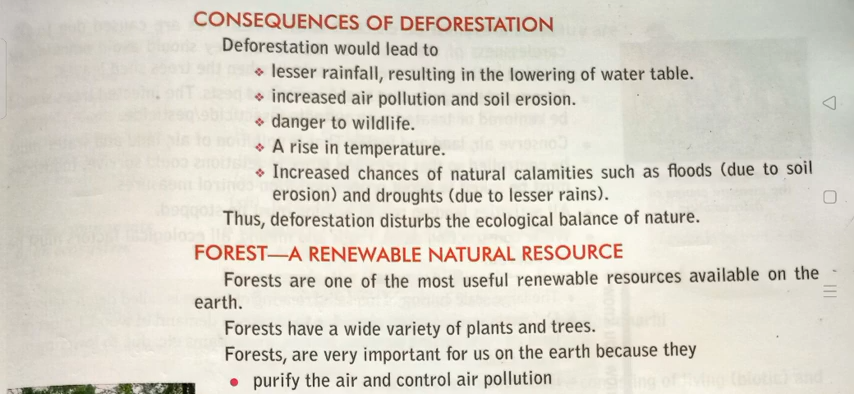 CONSEQUENCES OF DEFORESTATION
Deforestation would lead to
❖ lesser rainfall, resulting in the lowering of water table.
❖ increased air pollution and soil erosion.
❖ danger to wildlife.
❖ A rise in temperature.
❖ Increased chances of natural calamities such as floods (due to soil
erosion) and droughts (due to lesser rains).
Thus, deforestation disturbs the ecological balance of nature.
FOREST—A RENEWABLE NATURAL RESOURCE
Forests are one of the most useful renewable resources available on the
earth.
Forests have a wide variety of plants and trees.
Forests, are very important for us on the earth because they
● purify the air and control air pollution